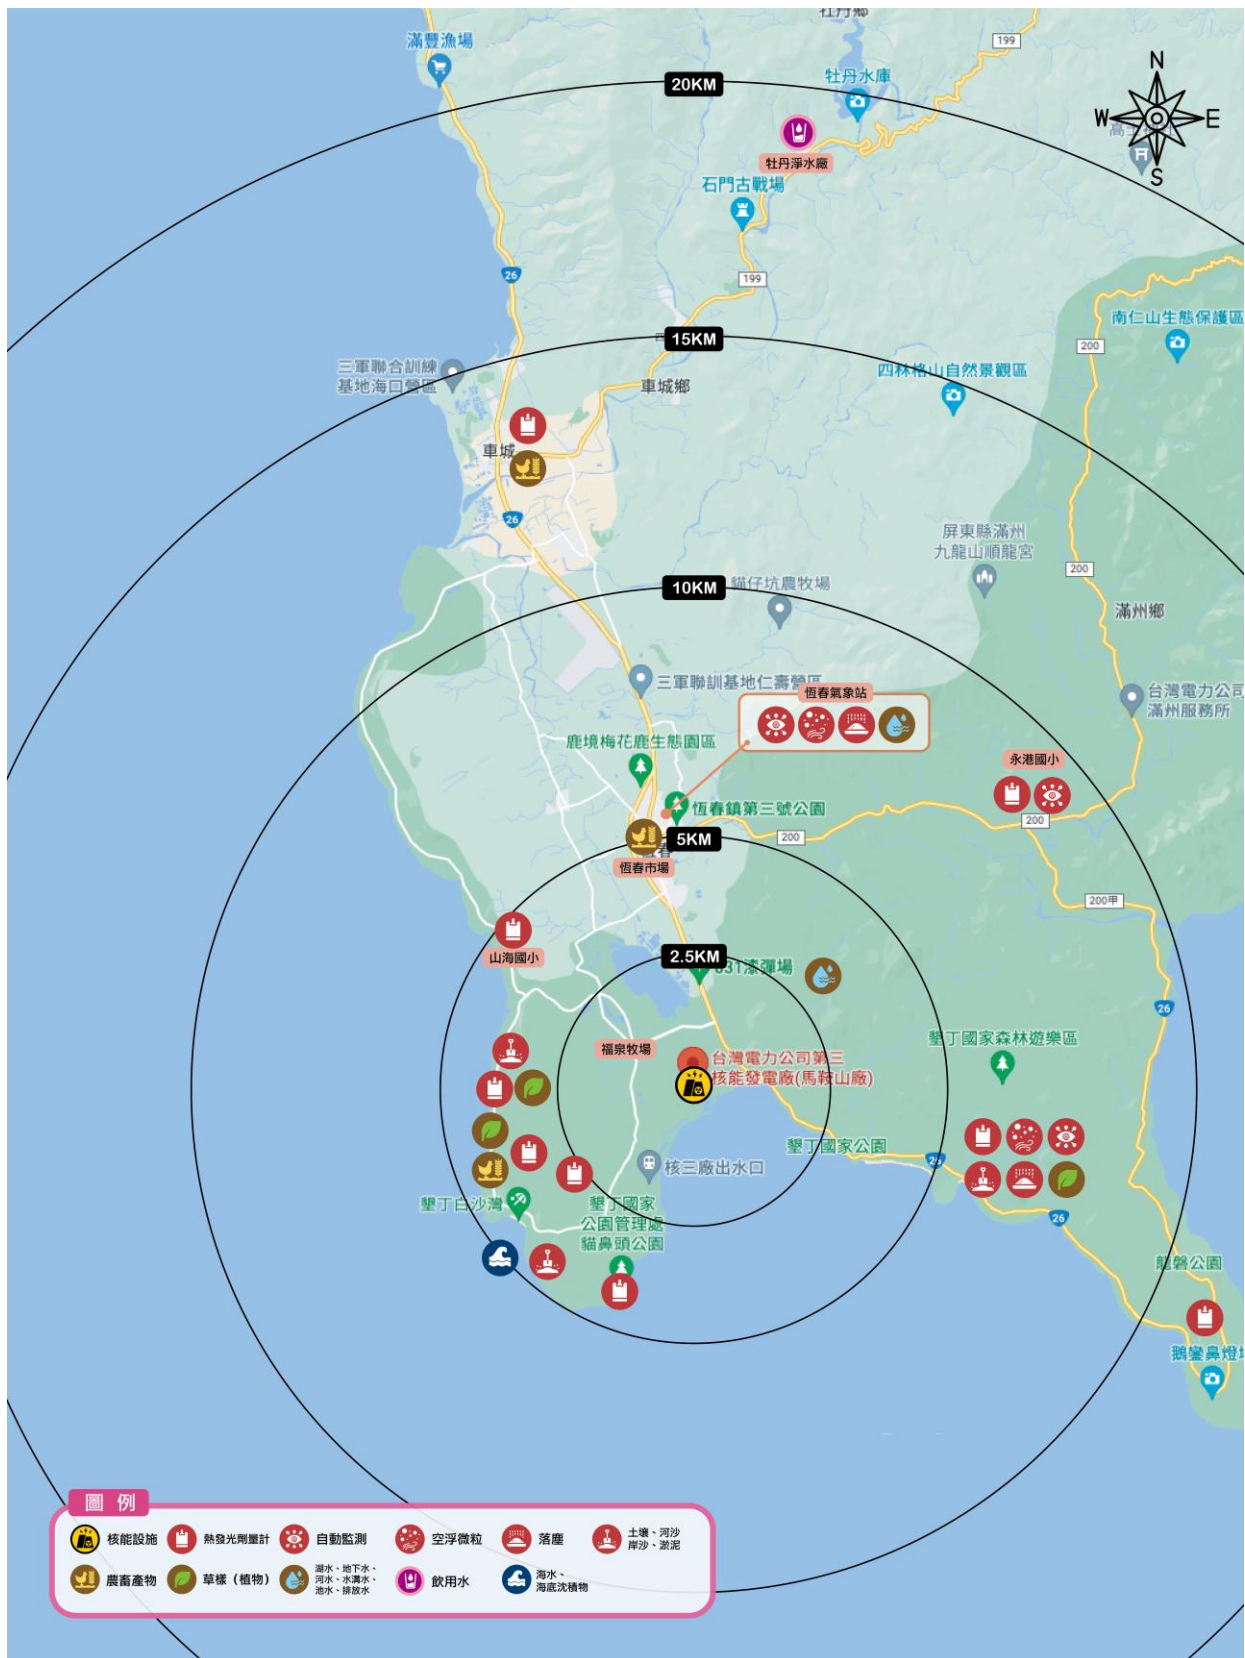 牡丹鄉
199
滿豐漁場
N
20KM
牡丹水庫
W
E
牡丹淨水廠
S
石門古戰場
26
199
南仁山生態保護區
15KM
200
三軍聯合訓練
基地海口營區
四林格山自然景觀區
車城鄉
車城
26
屏東縣滿州
九龍山順龍宮
200
10KM
貓仔坑農牧場
滿州鄉
三軍聯訓基地仁壽營區
恆春氣象站
台灣電力公司
滿州服務所
鹿境梅花鹿生態園區
永港國小
恆春鎮第三號公園
200
5KM
200
恆春市場
200甲
山海國小
2.5KM
漆彈場
26
福泉牧場
台灣電力公司第三
核能發電廠(馬鞍山廠)
墾丁國家森林遊樂區
墾丁國家公園
26
核三廠出水口
墾丁白沙灣
墾丁國家
公園管理處
貓鼻頭公園
26
龍磐公園
鵝鑾鼻燈塔
圖 例
核能設施
熱發光劑量計
自動監測
空浮微粒
落塵
土壤、河沙
岸沙、淤泥
農畜產物
草樣（植物）
湖水、地下水、
河水、水溝水、
池水、排放水
飲用水
海水、
海底沈積物